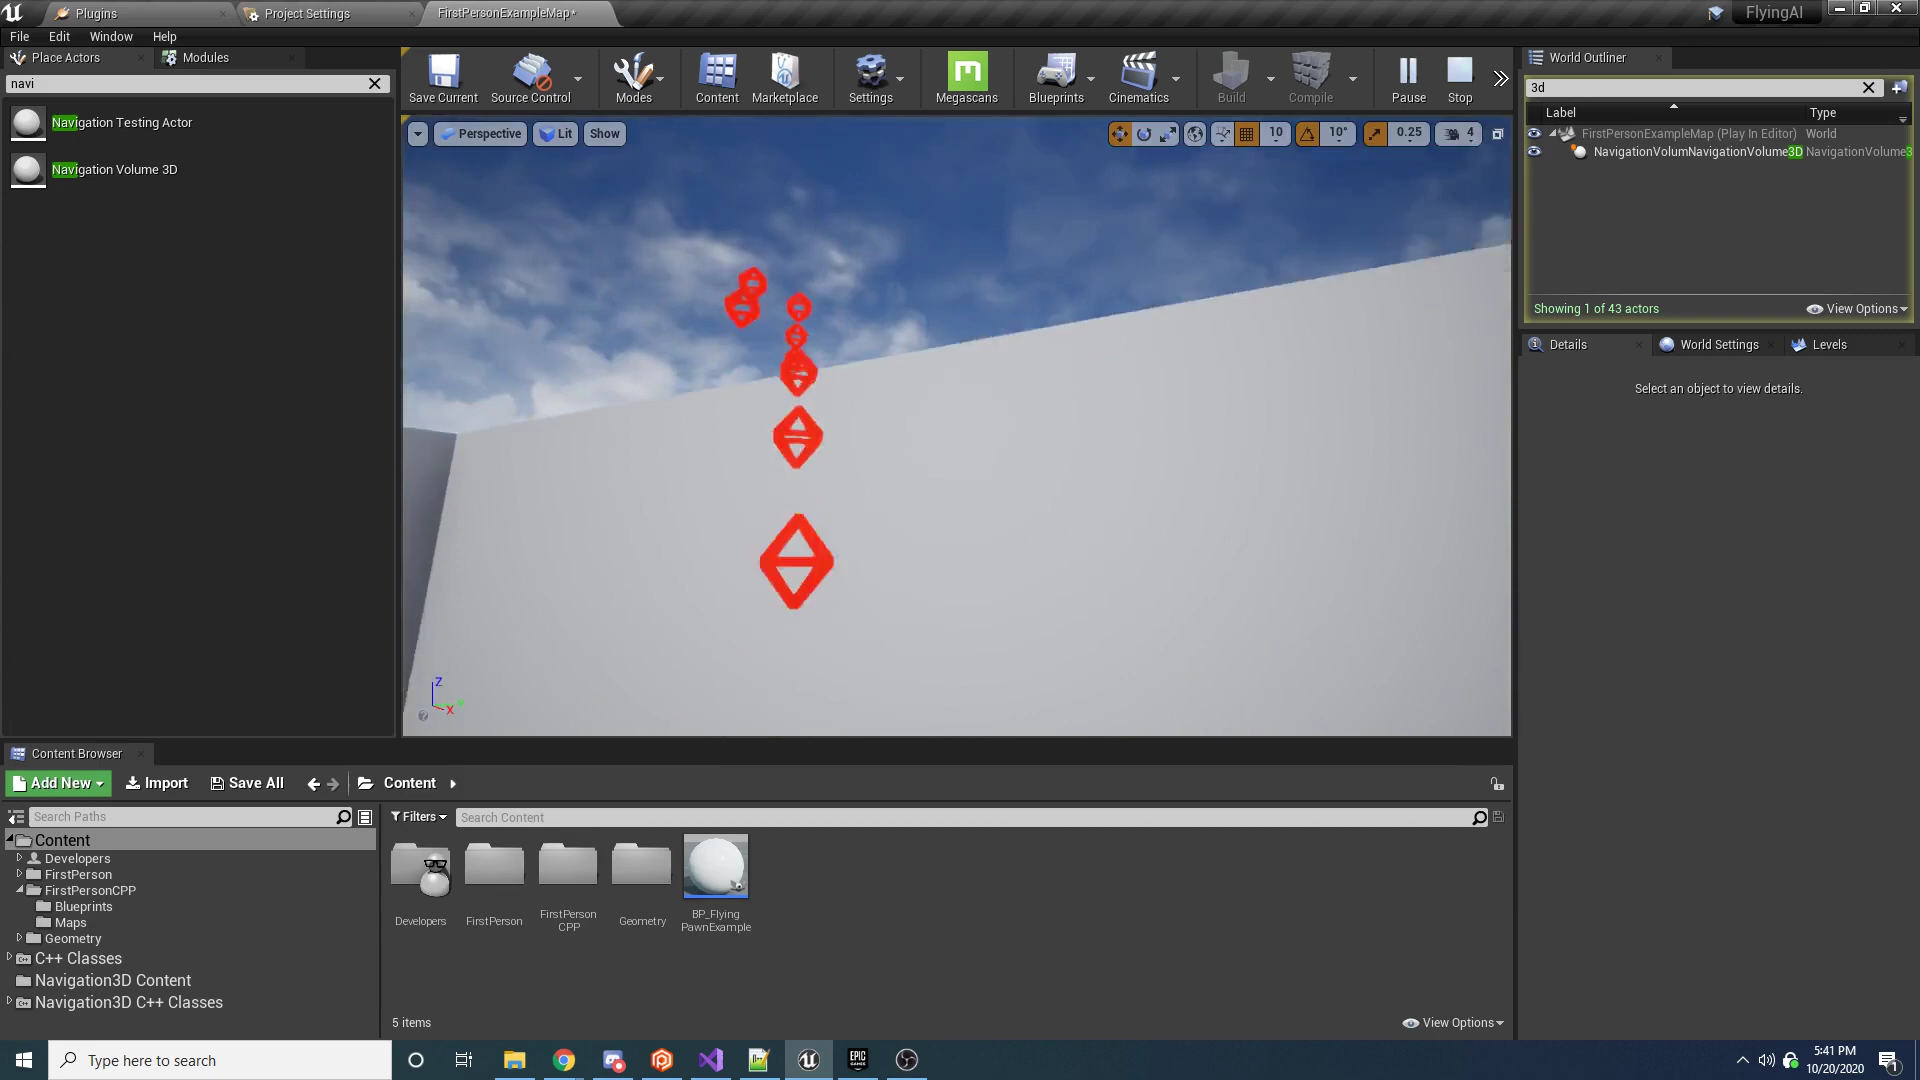 Plugins
Project Settings
FirstPersonExampleMap*
FlyingAI
File Edit Window Help
Place Actors
Modules
navi
Navigation Testing Actor
Navigation Volume 3D
Save Current
Source Control
Modes
Content
Marketplace
Settings
Megascans
Blueprints
Cinematics
Build
Compile
Pause
Stop
Perspective
Lit
Show
10
10°
0.25
4
Z
X
World Outliner
3d
Label
Type
FirstPersonExampleMap (Play In Editor) World
NavigationVolumNavigationVolume3D NavigationVolume3
Showing 1 of 43 actors
View Options
Details
World Settings
Levels
Select an object to view details.
Content Browser
Add New
Import
Save All
Content
Search Paths
Filters
Search Content
Content
Developers
FirstPerson
FirstPersonCPP
Blueprints
Maps
Geometry
C++ Classes
Navigation3D Content
Navigation3D C++ Classes
Developers
FirstPerson
FirstPerson
CPP
Geometry
BP_Flying
PawnExample
5 items
View Options
Type here to search
EPIC
GAMES
5:41 PM
10/20/2020
1